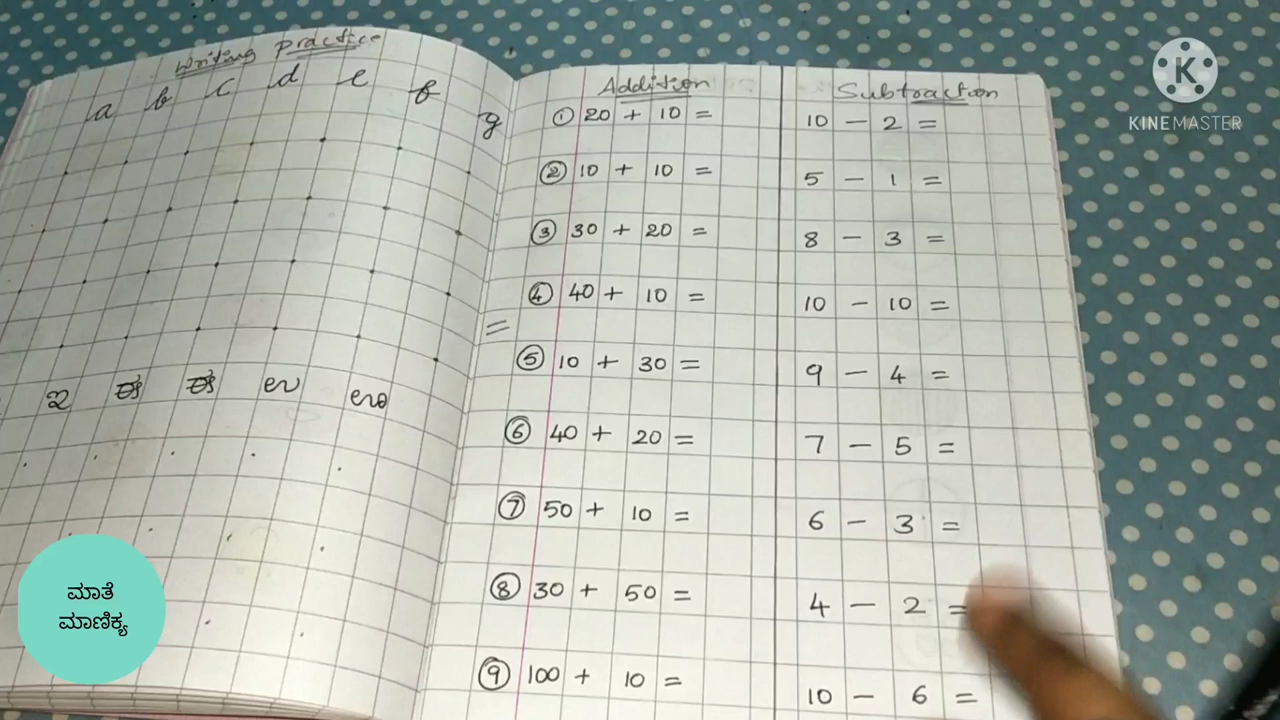 Writing Practice
a b c d e f g
ಇ ಈ ಈ ಉ ಊ
Addition
① 20 + 10 =
② 10 + 10 =
③ 30 + 20 =
④ 40 + 10 =
=
⑤ 10 + 30 =
⑥ 40 + 20 =
⑦ 50 + 10 =
⑧ 30 + 50 =
⑨ 100 + 10 =
Subtraction
10 - 2 =
5 - 1 =
8 - 3 =
10 - 10 =
9 - 4 =
7 - 5 =
6 - 3 =
4 - 2 =
10 - 6 =
K
KINEMASTER
ಮಾತೆ
ಮಾಣಿಕ್ಯ